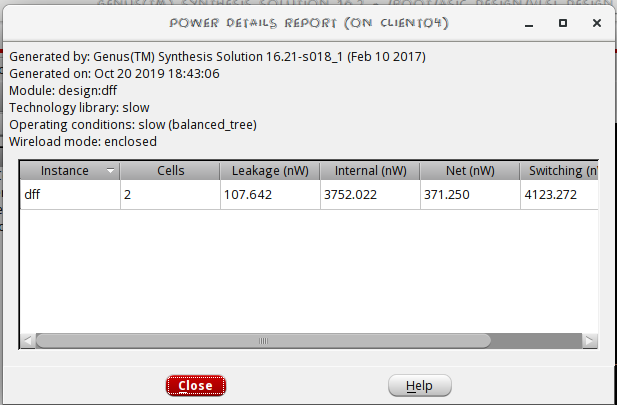 POWER DETAILS REPORT (ON CLIENT04)
Generated by: Genus(TM) Synthesis Solution 16.21-s018_1 (Feb 10 2017)
Generated on: Oct 20 2019 18:43:06
Module: design:dff
Technology library: slow
Operating conditions: slow (balanced_tree)
Wireload mode: enclosed
Instance Cells Leakage (nW) Internal (nW) Net (nW) Switching (n
dff 2 107.642 3752.022 371.250 4123.272
Close Help